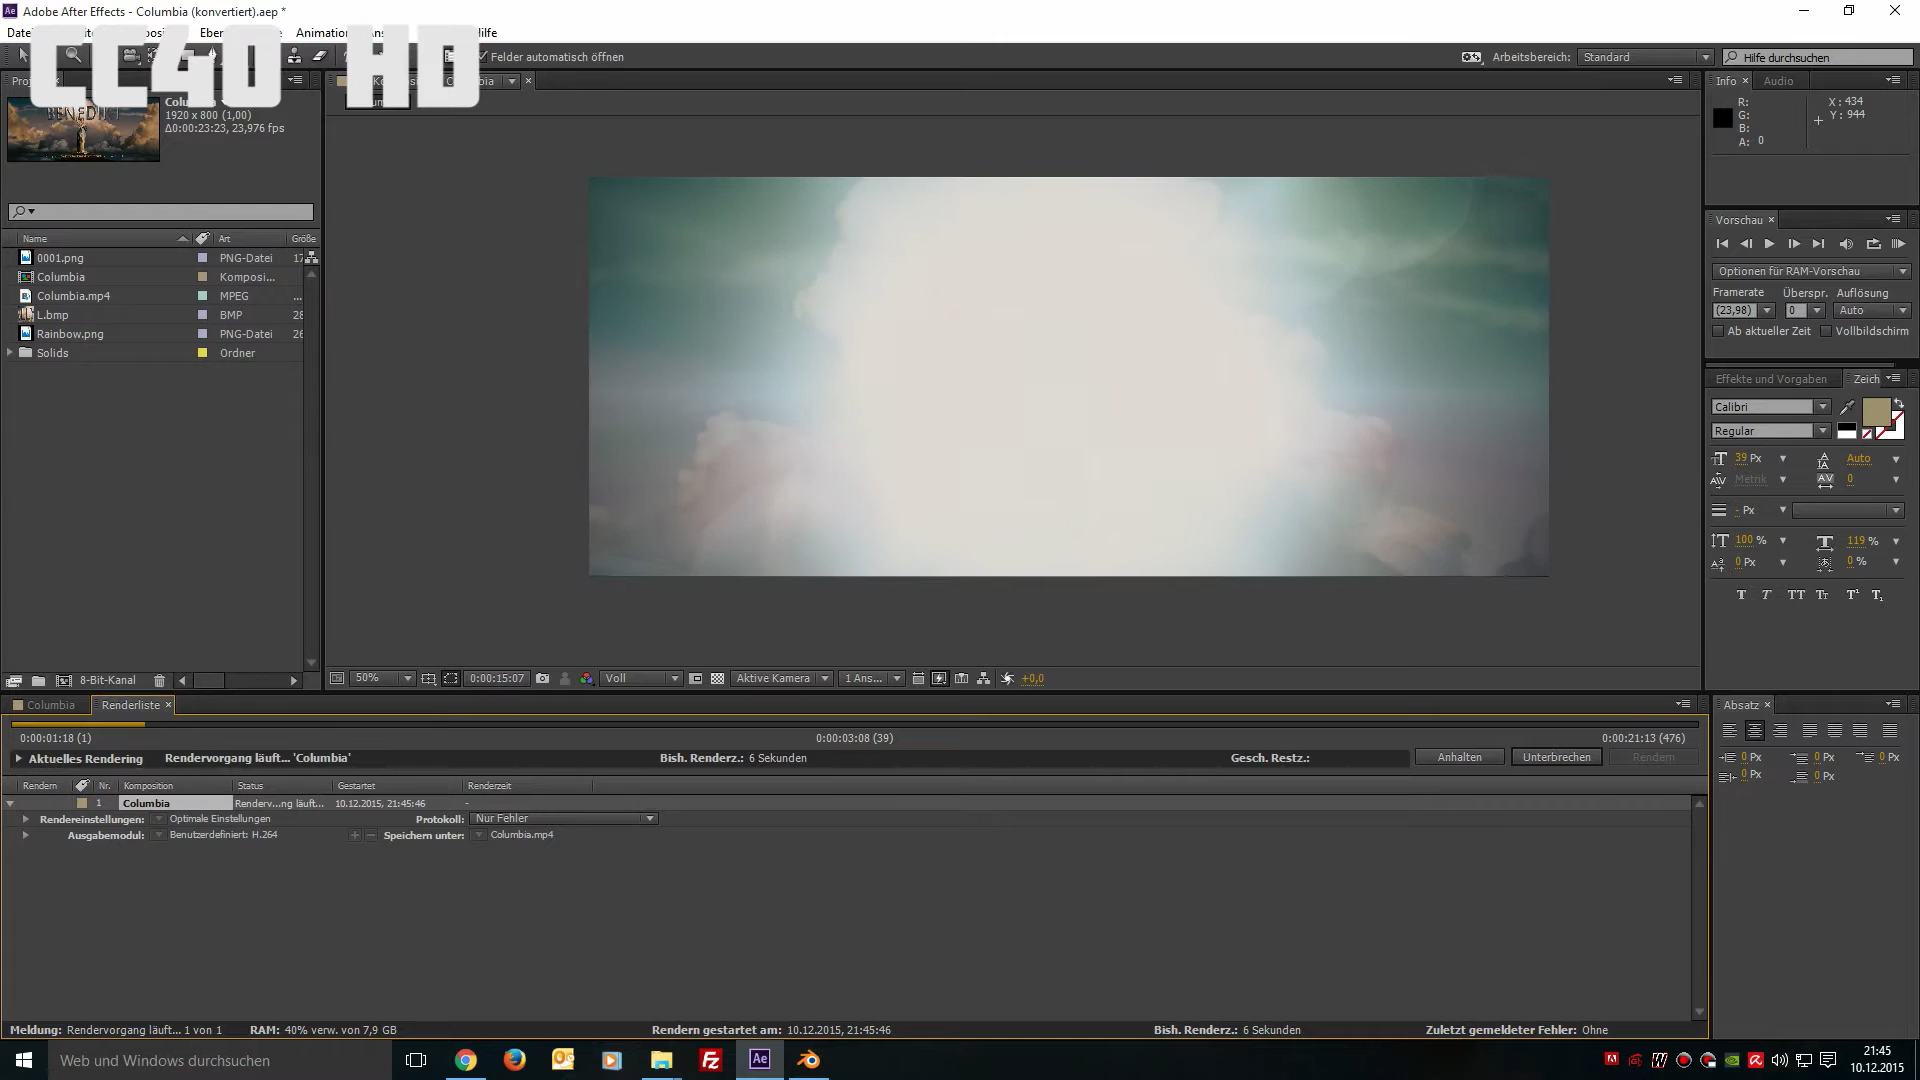 Adobe After Effects - Columbia (konvertiert).aep *
Datei Animation Hilfe
CC40 HD
Felder automatisch öffnen
Arbeitsbereich: Standard
Hilfe durchsuchen
Columbia
1920 x 800 (1,00)
Δ0:00:23:23, 23,976 fps
BENEDIKT
Name Art Größe
0001.png PNG-Datei 17
Columbia Komposi...
Columbia.mp4 MPEG ...
L.bmp BMP 28
Rainbow.png PNG-Datei 26
Solids Ordner
8-Bit-Kanal
50% 0:00:15:07 Voll Aktive Kamera 1 Ans... +0,0
Info Audio
R: X: 434
G: Y: 944
B:
A: 0
Vorschau
Optionen für RAM-Vorschau
Framerate Überspr. Auflösung
(23,98) 0 Auto
Ab aktueller Zeit Vollbildschirm
Effekte und Vorgaben Zeich
Calibri
Regular
39 Px Auto
Metrik 0
- Px
100 % 119 %
0 Px 0 %
Columbia Renderliste
0:00:01:18 (1) 0:00:03:08 (39) 0:00:21:13 (476)
Aktuelles Rendering Rendervorgang läuft... 'Columbia' Bish. Renderz.: 6 Sekunden Gesch. Restz.: Anhalten Unterbrechen Rendern
Rendern Nr. Komposition Status Gestartet Renderzeit
1 Columbia Renderv...ng läuft... 10.12.2015, 21:45:46 -
Rendereinstellungen: Optimale Einstellungen Protokoll: Nur Fehler
Ausgabemodul: Benutzerdefiniert: H.264 Speichern unter: Columbia.mp4
Absatz
0 Px 0 Px 0 Px
0 Px 0 Px
Meldung: Rendervorgang läuft... 1 von 1 RAM: 40% verw. von 7,9 GB Rendern gestartet am: 10.12.2015, 21:45:46 Bish. Renderz.: 6 Sekunden Zuletzt gemeldeter Fehler: Ohne
Web und Windows durchsuchen
21:45
10.12.2015